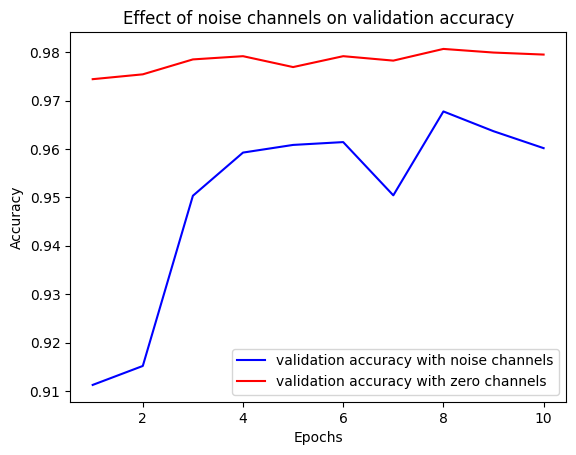 Effect of noise channels on validation accuracy
0.98
0.97
0.96
0.95
0.94
0.93
0.92
0.91
Accuracy
validation accuracy with noise channels
validation accuracy with zero channels
2 4 6 8 10
Epochs